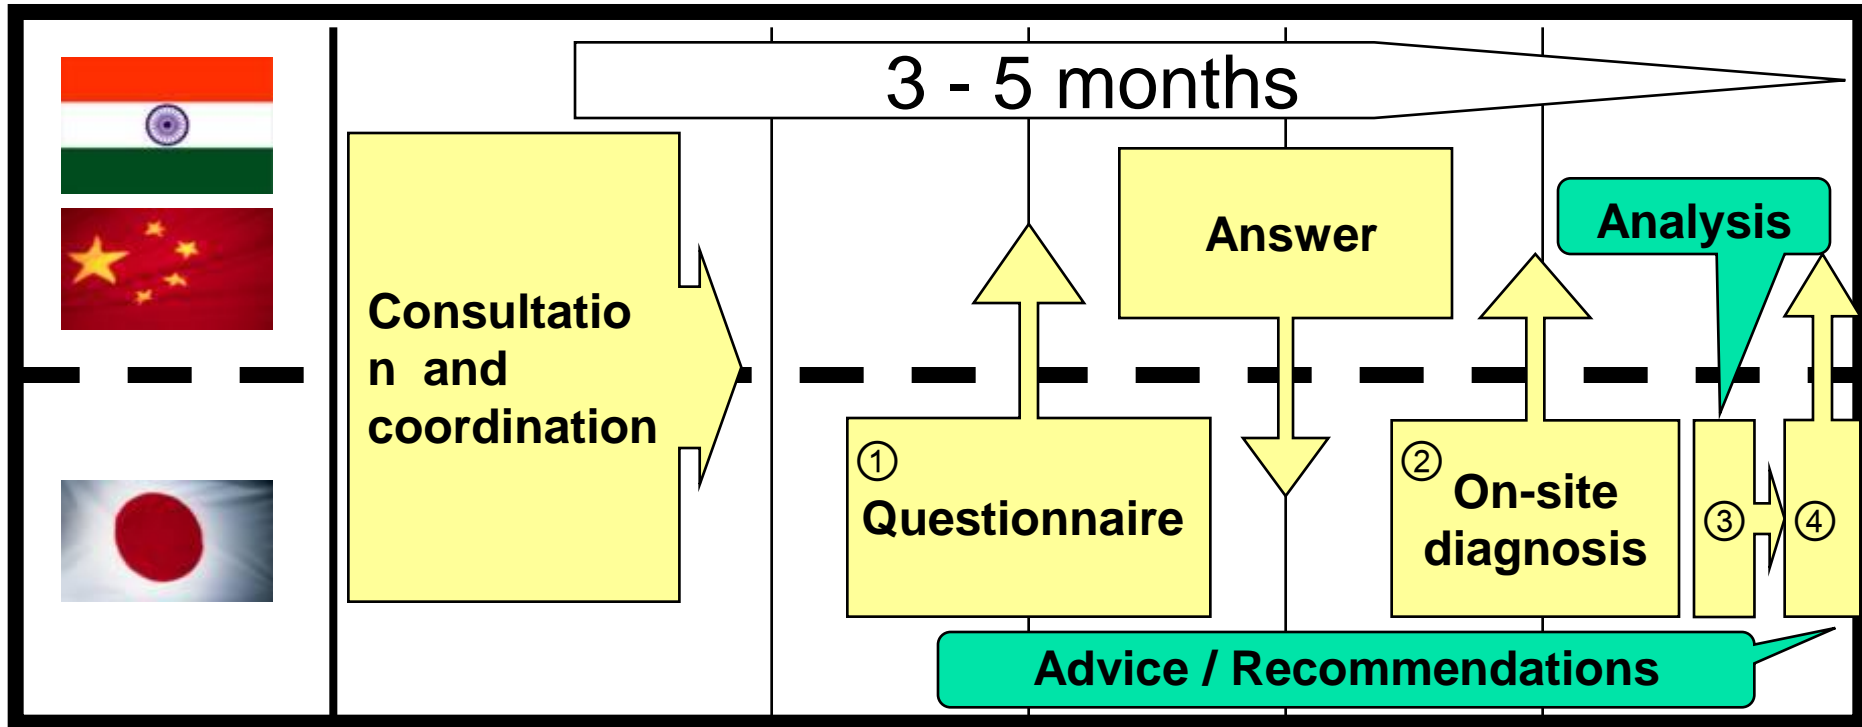 3 - 5 months
Consultatio
n and
coordination
Answer
Analysis
①
Questionnaire
②
On-site
diagnosis
③
④
Advice / Recommendations